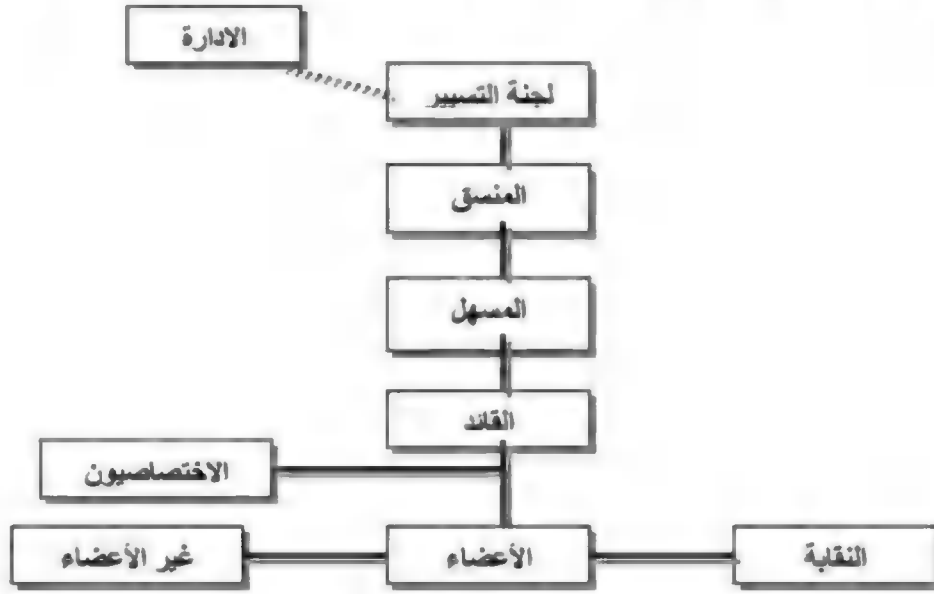 الادارة
لجنة التسيير
المنسق
المسهل
القائد
الاختصاصيون
النقابة
الأعضاء
غير الأعضاء